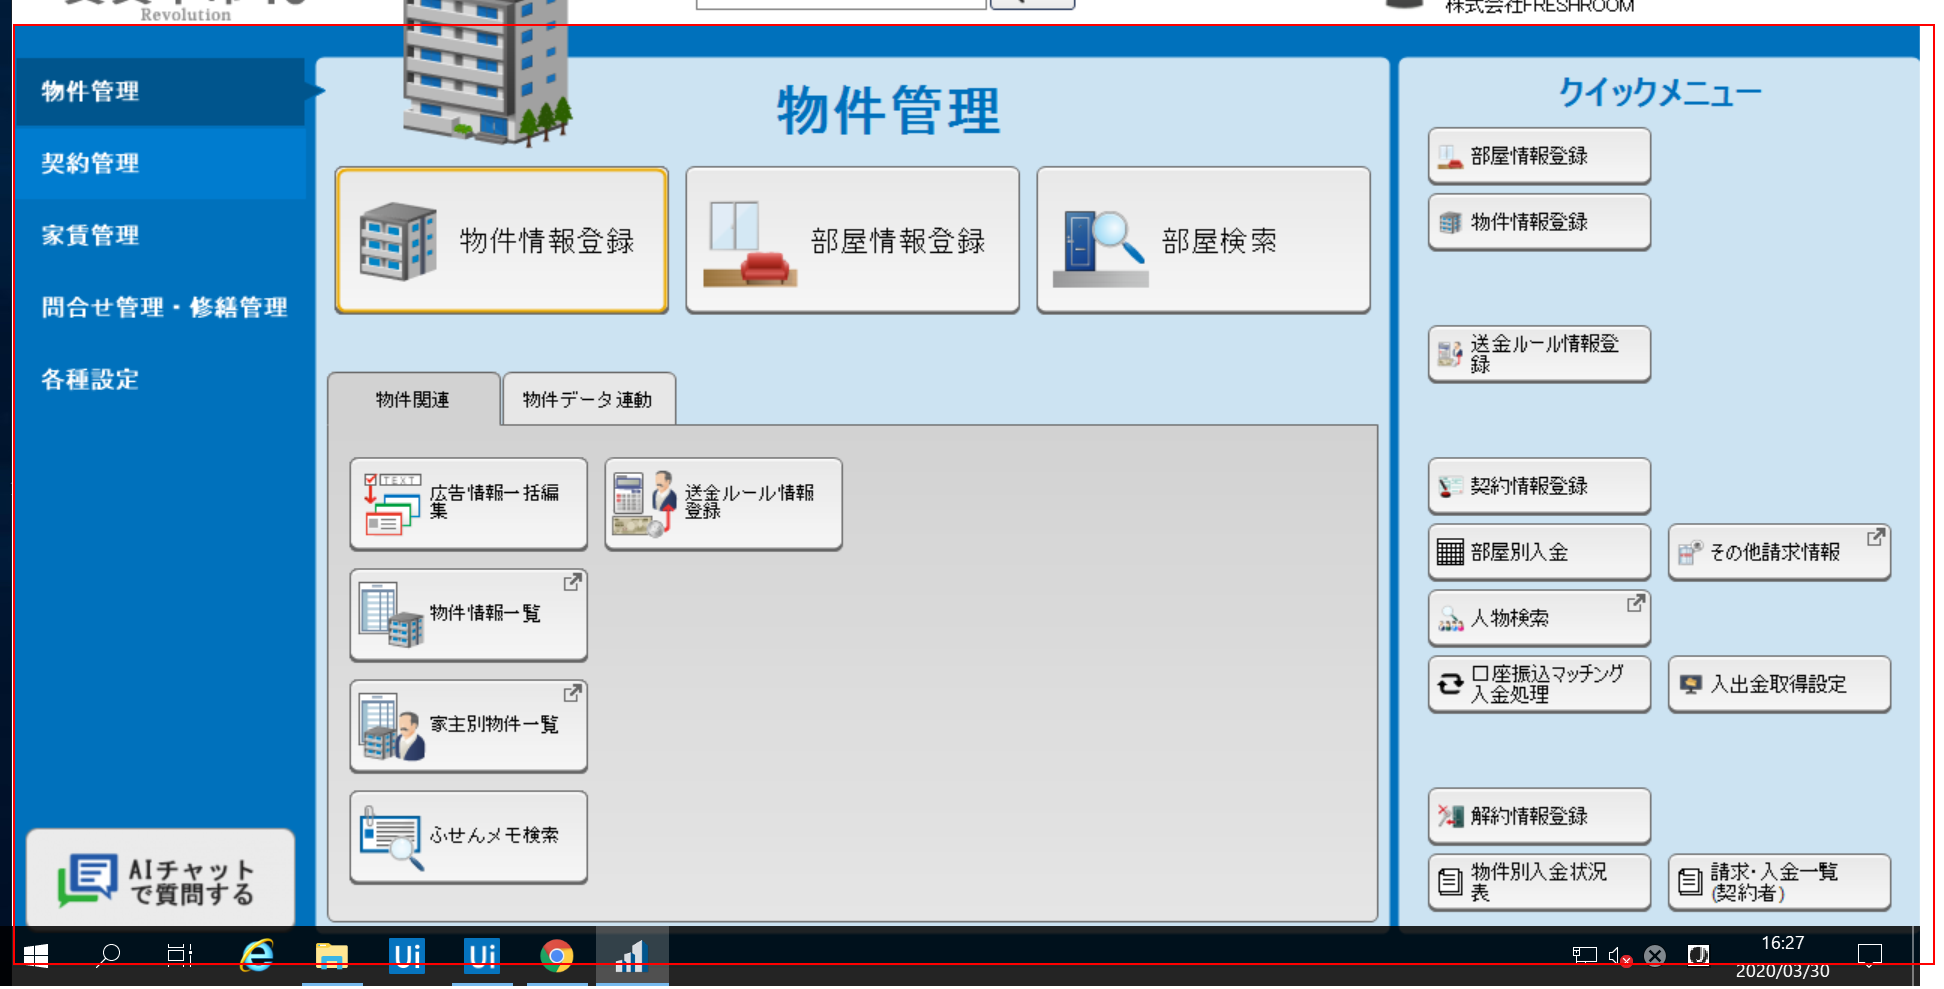 Revolution
株式会社FRESHROOM
物件管理
契約管理
家賃管理
問合せ管理・修繕管理
各種設定
AIチャット
で質問する
物件管理
物件情報登録
部屋情報登録
部屋検索
物件関連
物件データ連動
TEXT
広告情報一括編
集
送金ルール情報
登録
物件情報一覧
家主別物件一覧
ふせんメモ検索
クイックメニュー
部屋情報登録
物件情報登録
送金ルール情報登
録
契約情報登録
部屋別入金
その他請求情報
人物検索
口座振込マッチング
入金処理
入出金取得設定
解約情報登録
物件別入金状況
表
請求・入金一覧
(契約者)
Ui
Ui
16:27
2020/03/30